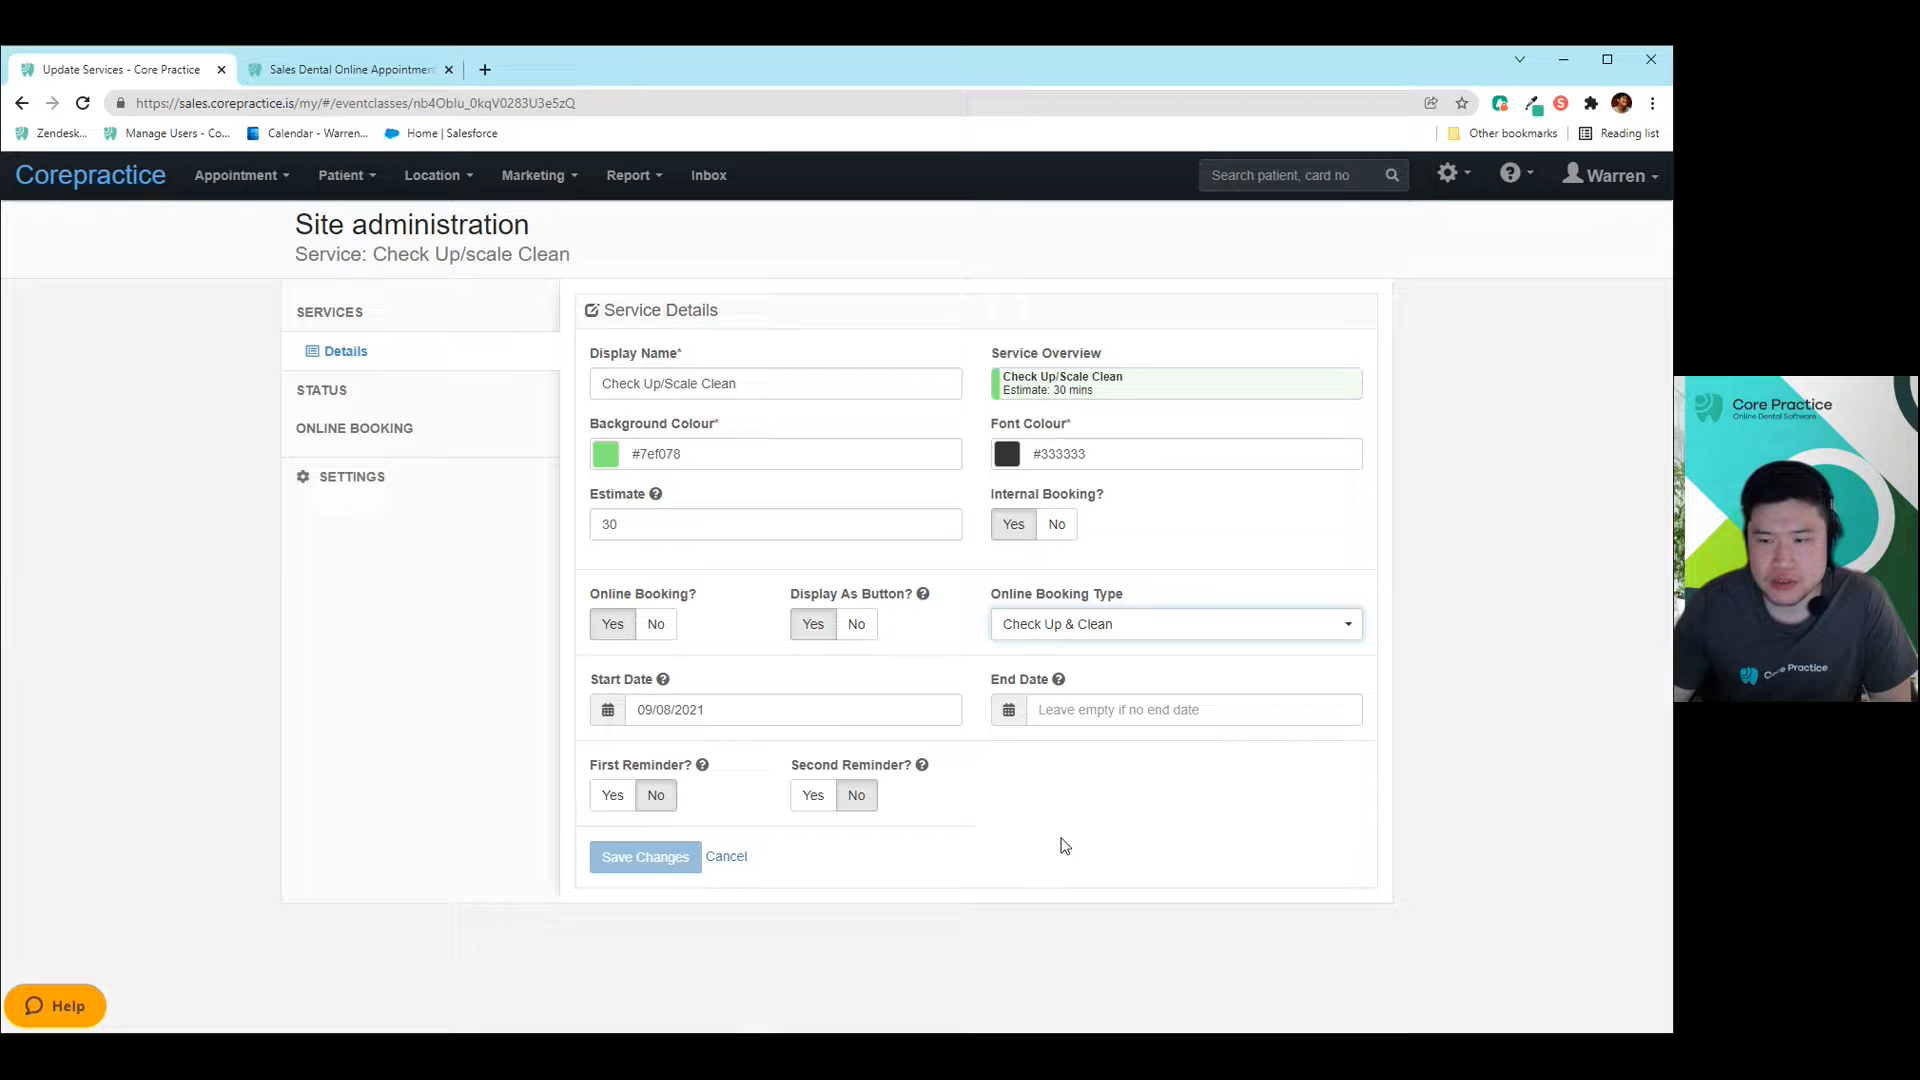 Update Services - Core Practice
Sales Dental Online Appointment
https://sales.corepractice.is/my/#/eventclasses/nb4Oblu_0kqV0283U3e5zQ
Zendesk...
Manage Users - Co...
Calendar - Warren...
Home | Salesforce
Other bookmarks
Reading list
Corepractice
Appointment
Patient
Location
Marketing
Report
Inbox
Search patient, card no
Warren
Site administration
Service: Check Up/scale Clean
SERVICES
Details
STATUS
ONLINE BOOKING
SETTINGS
Service Details
Display Name*
Check Up/Scale Clean
Service Overview
Check Up/Scale Clean
Estimate: 30 mins
Background Colour*
#7ef078
Font Colour*
#333333
Estimate
30
Internal Booking?
Yes No
Online Booking?
Yes No
Display As Button?
Yes No
Online Booking Type
Check Up & Clean
Start Date
09/08/2021
End Date
Leave empty if no end date
First Reminder?
Yes No
Second Reminder?
Yes No
Save Changes Cancel
Help
Core Practice
Online Dental Software
Core Practice